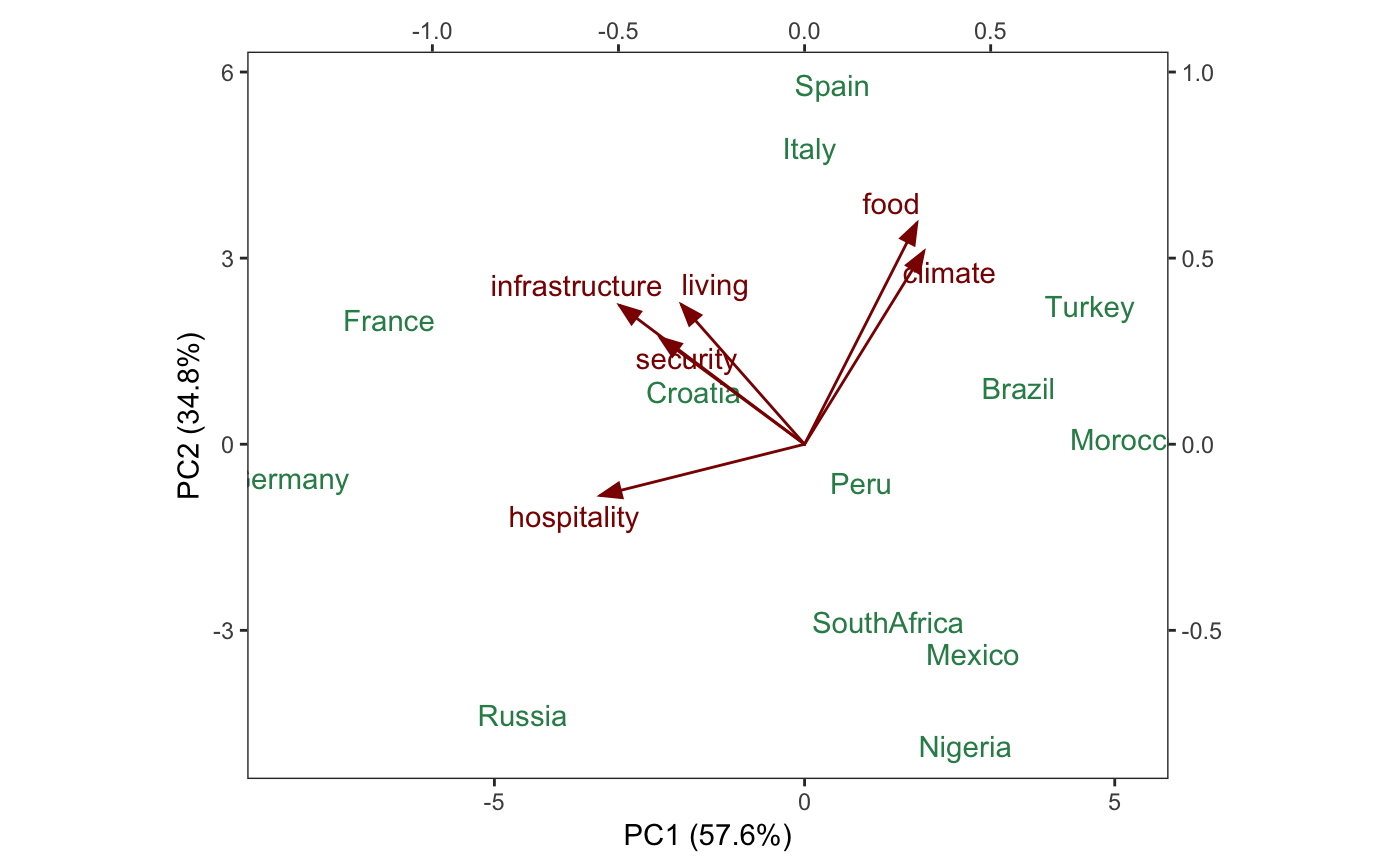 -1.0 -0.5 0.0 0.5
6 Spain 1.0
Italy
food
3 0.5
climate
infrastructure living
Turkey
France
security
Croatia Brazil
0 Morocc 0.0
ermany Peru
hospitality
SouthAfrica
-3 -0.5
Mexico
Russia
Nigeria
-5 0 5
PC1 (57.6%)
PC2 (34.8%)